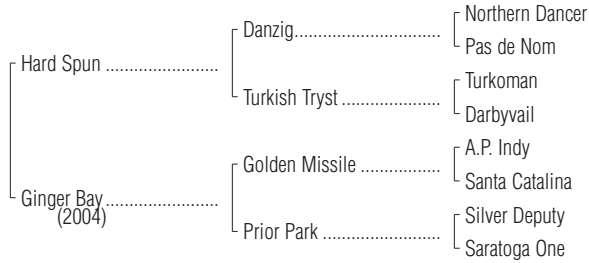 Northern Dancer
Danzig........................................
Pas de Nom
Hard Spun ..............................
Turkoman
Turkish Tryst ...........................
Darbyvail
A.P. Indy
Golden Missile ......................
Santa Catalina
Ginger Bay..............................
(2004)
Silver Deputy
Prior Park ................................
Saratoga One